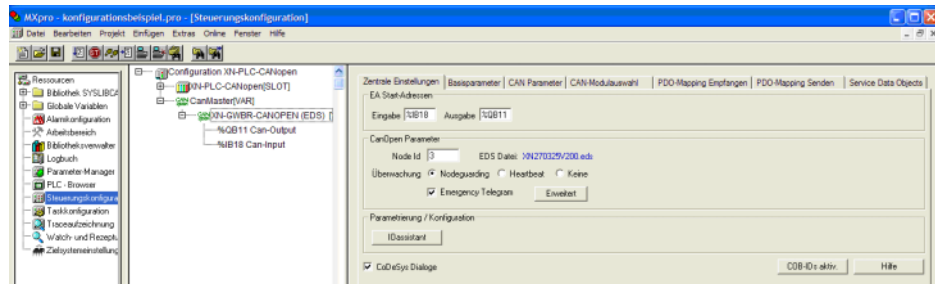 MXpro - konfigurationsbeispiel.pro - [Steuerungskonfiguration]
Datei Bearbeiten Projekt Einfügen Extras Online Fenster Hilfe
Ressourcen
Bibliothek SYSLIBCA
Globale Variablen
Alarmkonfiguration
Arbeitsbereich
Bibliotheksverwalter
Logbuch
Parameter-Manager
PLC - Browser
Steuerungskonfigura
Taskkonfiguration
Traceaufzeichnung
Watch- und Rezeptu
Zielsystemeinstellung
Configuration XN-PLC-CANopen
XN-PLC-CANopen[SLOT]
CanMaster[VAR]
XN-GWBR-CANOPEN (EDS) [
%QB11 Can-Output
%IB18 Can-Input
Zentrale Einstellungen Basisparameter CAN Parameter CAN-Modulauswahl PDO-Mapping Empfangen PDO-Mapping Senden Service Data Objects
EA Start-Adressen
Eingabe %IB18 Ausgabe %QB11
CanOpen Parameter
Node Id 3 EDS Datei: XN270325V200.eds
Überwachung Nodeguarding Heartbeat Keine
Emergency Telegram Erweitert
Parametrierung / Konfiguration
IOassistant
CoDeSys Dialoge COB-IDs aktiv. Hilfe